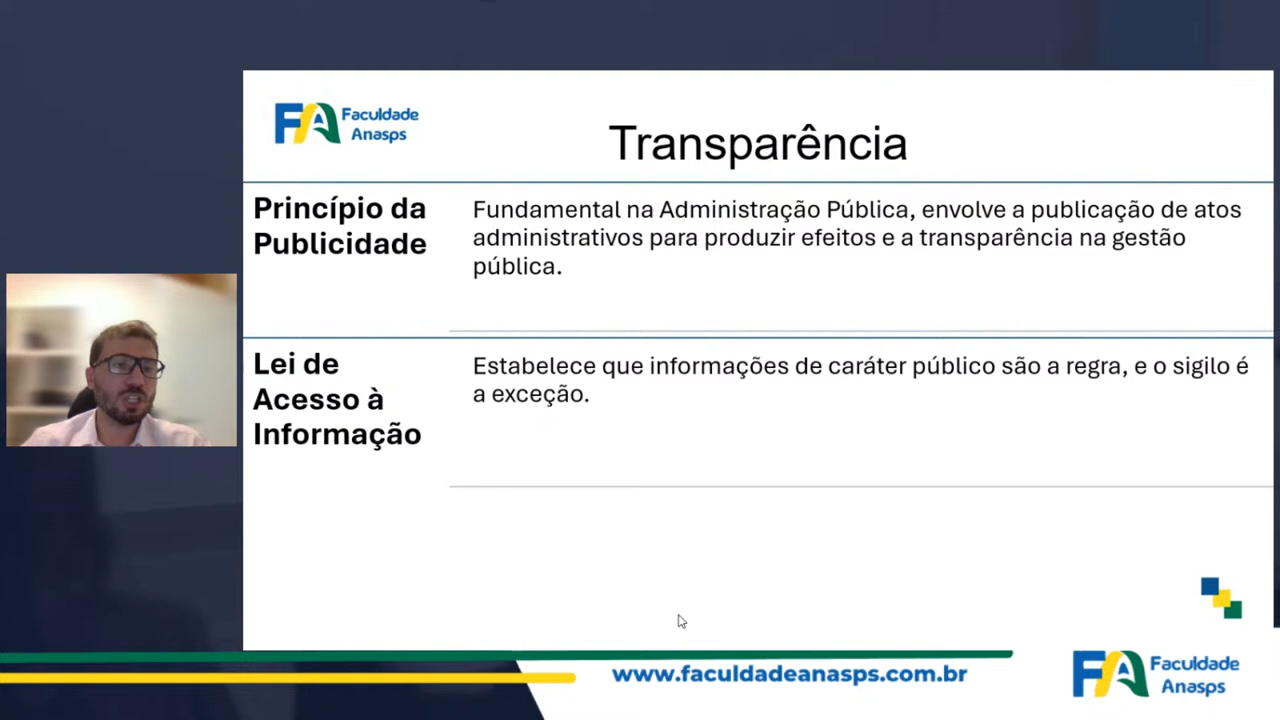 FA Faculdade
Anasps
Transparência
Princípio da
Publicidade
Fundamental na Administração Pública, envolve a publicação de atos
administrativos para produzir efeitos e a transparência na gestão
pública.
Lei de
Acesso à
Informação
Estabelece que informações de caráter público são a regra, e o sigilo é
a exceção.
www.faculdadeanasps.com.br
FA Faculdade
Anasps